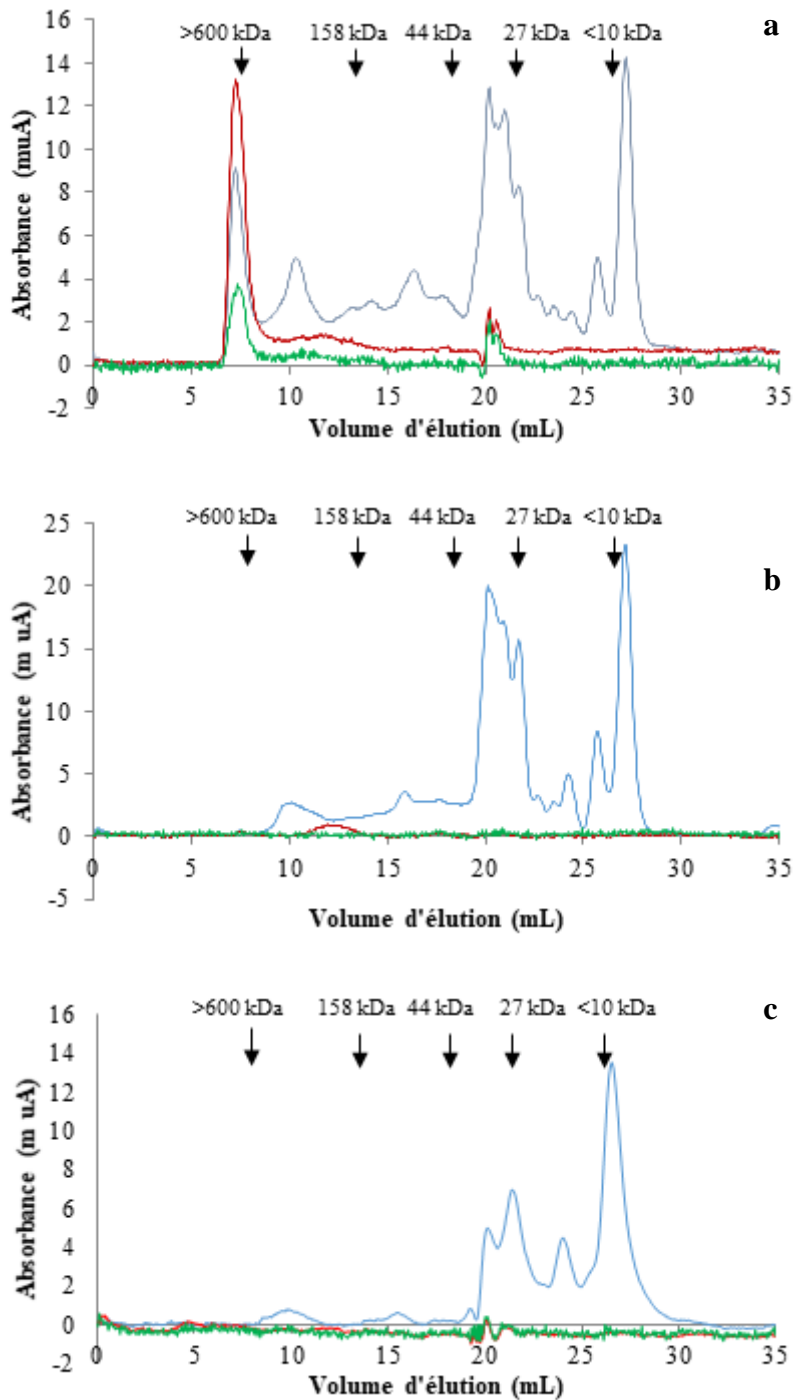 a
>600 kDa 158 kDa 44 kDa 27 kDa <10 kDa
16
14
12
10
8
6
4
2
0
-2
Absorbance (muA)
0 5 10 15 20 25 30 35
Volume d'élution (mL)
b
>600 kDa 158 kDa 44 kDa 27 kDa <10 kDa
25
20
15
10
5
0
-5
Absorbance (m uA)
0 5 10 15 20 25 30 35
Volume d'élution (mL)
c
>600 kDa 158 kDa 44 kDa 27 kDa <10 kDa
16
14
12
10
8
6
4
2
0
-2
Absorbance (m uA)
0 5 10 15 20 25 30 35
Volume d'élution (mL)